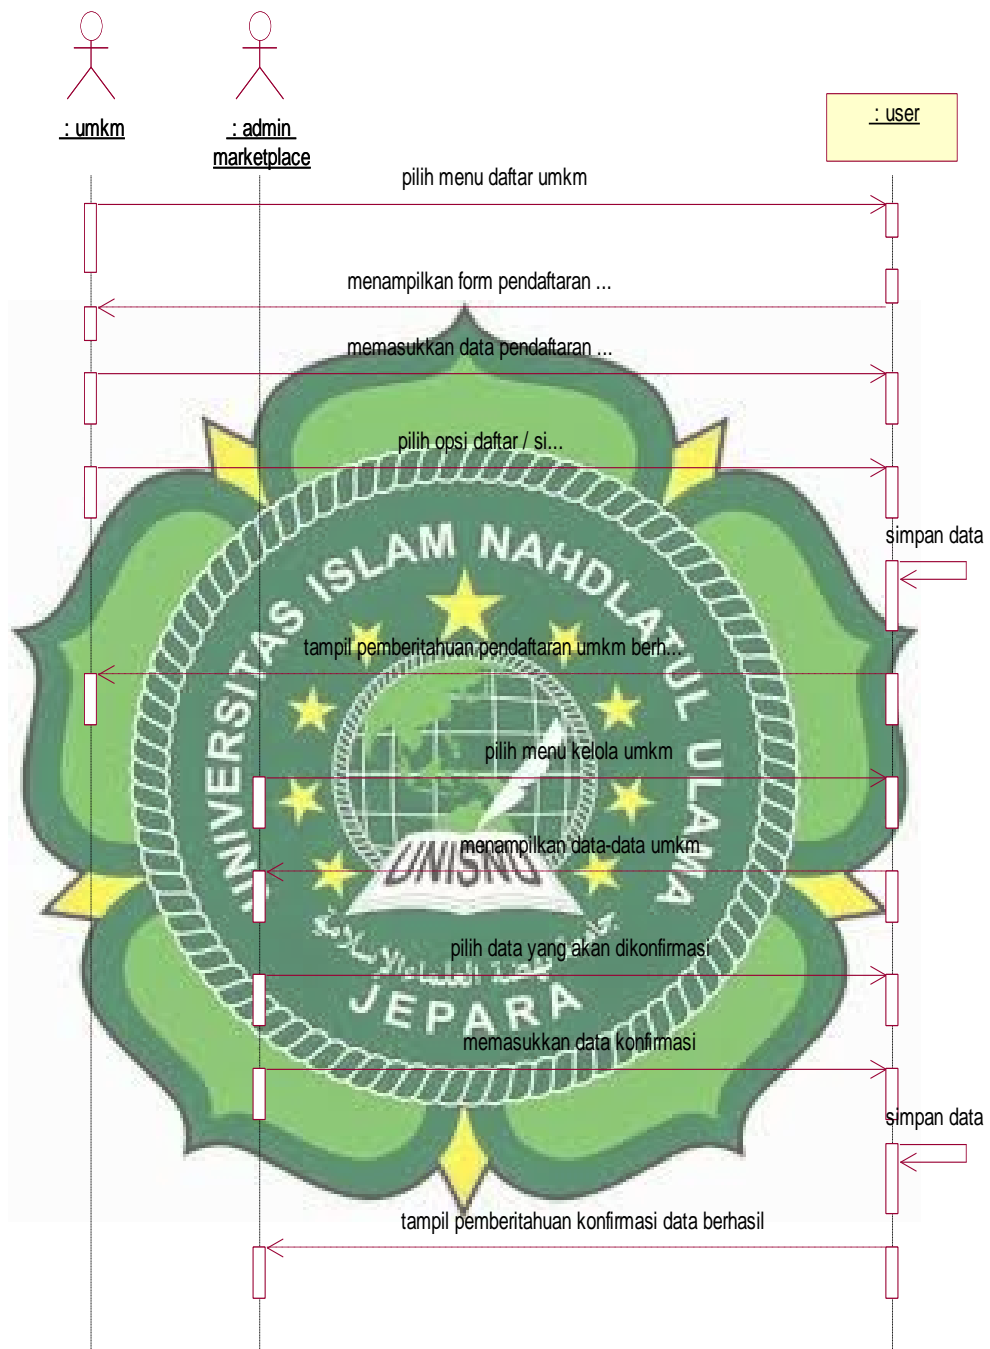 : umkm
: admin
marketplace
: user
pilih menu daftar umkm
menampilkan form pendaftaran ...
memasukkan data pendaftaran ...
pilih opsi daftar / si...
simpan data
tampil pemberitahuan pendaftaran umkm berh...
pilih menu kelola umkm
menampilkan data-data umkm
pilih data yang akan dikonfirmasi
memasukkan data konfirmasi
simpan data
tampil pemberitahuan konfirmasi data berhasil
UNIVERSITAS ISLAM NAHDLATUL ULAMA
UNISNU
JEPARA